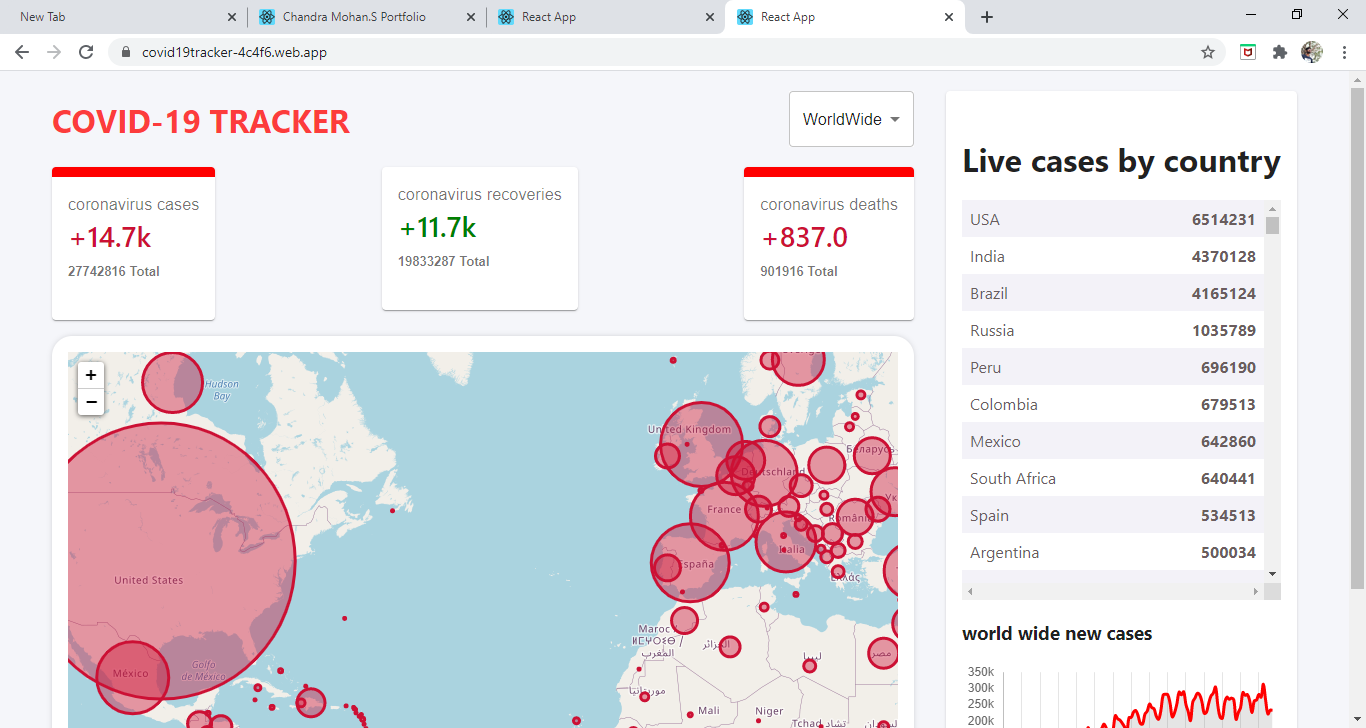 New Tab
Chandra Mohan.S Portfolio
React App
React App
covid19tracker-4c4f6.web.app
COVID-19 TRACKER
WorldWide
coronavirus cases
+14.7k
27742816 Total
coronavirus recoveries
+11.7k
19833287 Total
coronavirus deaths
+837.0
901916 Total
+
−
Hudson
Bay
United Kingdom
Беларусь
Deutschland
France
România
Italia
España
Ελλάς
United States
México
Golfo
de México
Maroc
ⵍⵎⵖⵔⵉⴱ /
المغرب
الجزائر
ليبيا
مصر
موريتانيا
Mali
Niger
Tchad تشاد
السودان
Live cases by country
USA 6514231
India 4370128
Brazil 4165124
Russia 1035789
Peru 696190
Colombia 679513
Mexico 642860
South Africa 640441
Spain 534513
Argentina 500034
world wide new cases
350k
300k
250k
200k